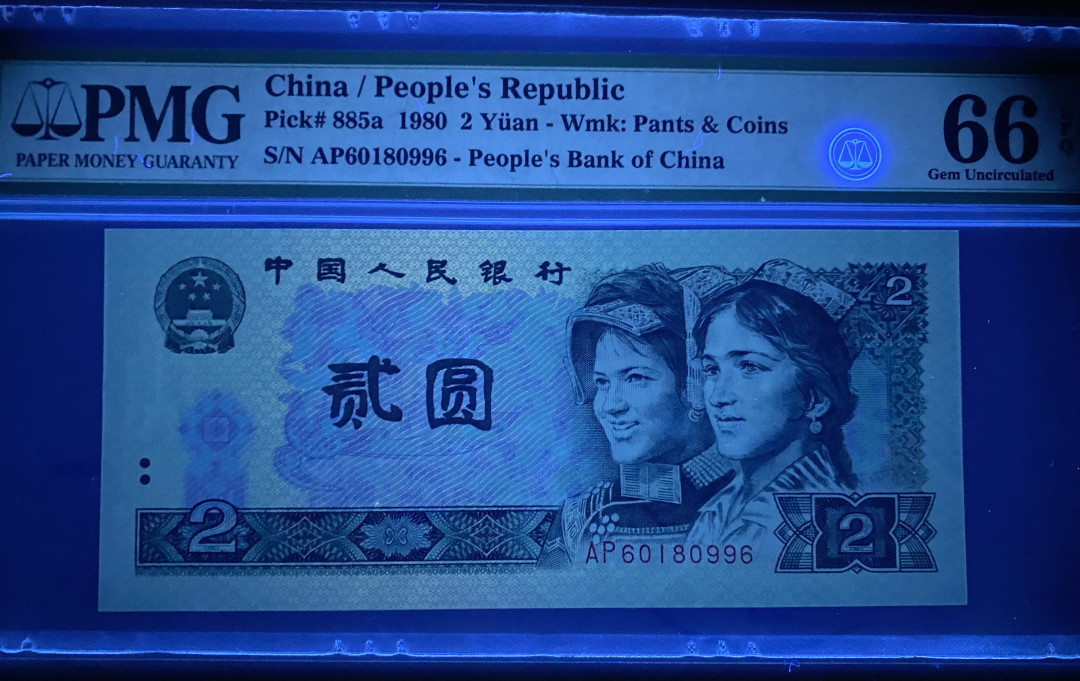 PMG
PAPER MONEY GUARANTY
China / People's Republic
Pick# 885a 1980 2 Yüan - Wmk: Pants & Coins
S/N AP60180996 - People's Bank of China
66
Gem Uncirculated
中国人民银行
2
贰圆
2
AP60180996
2